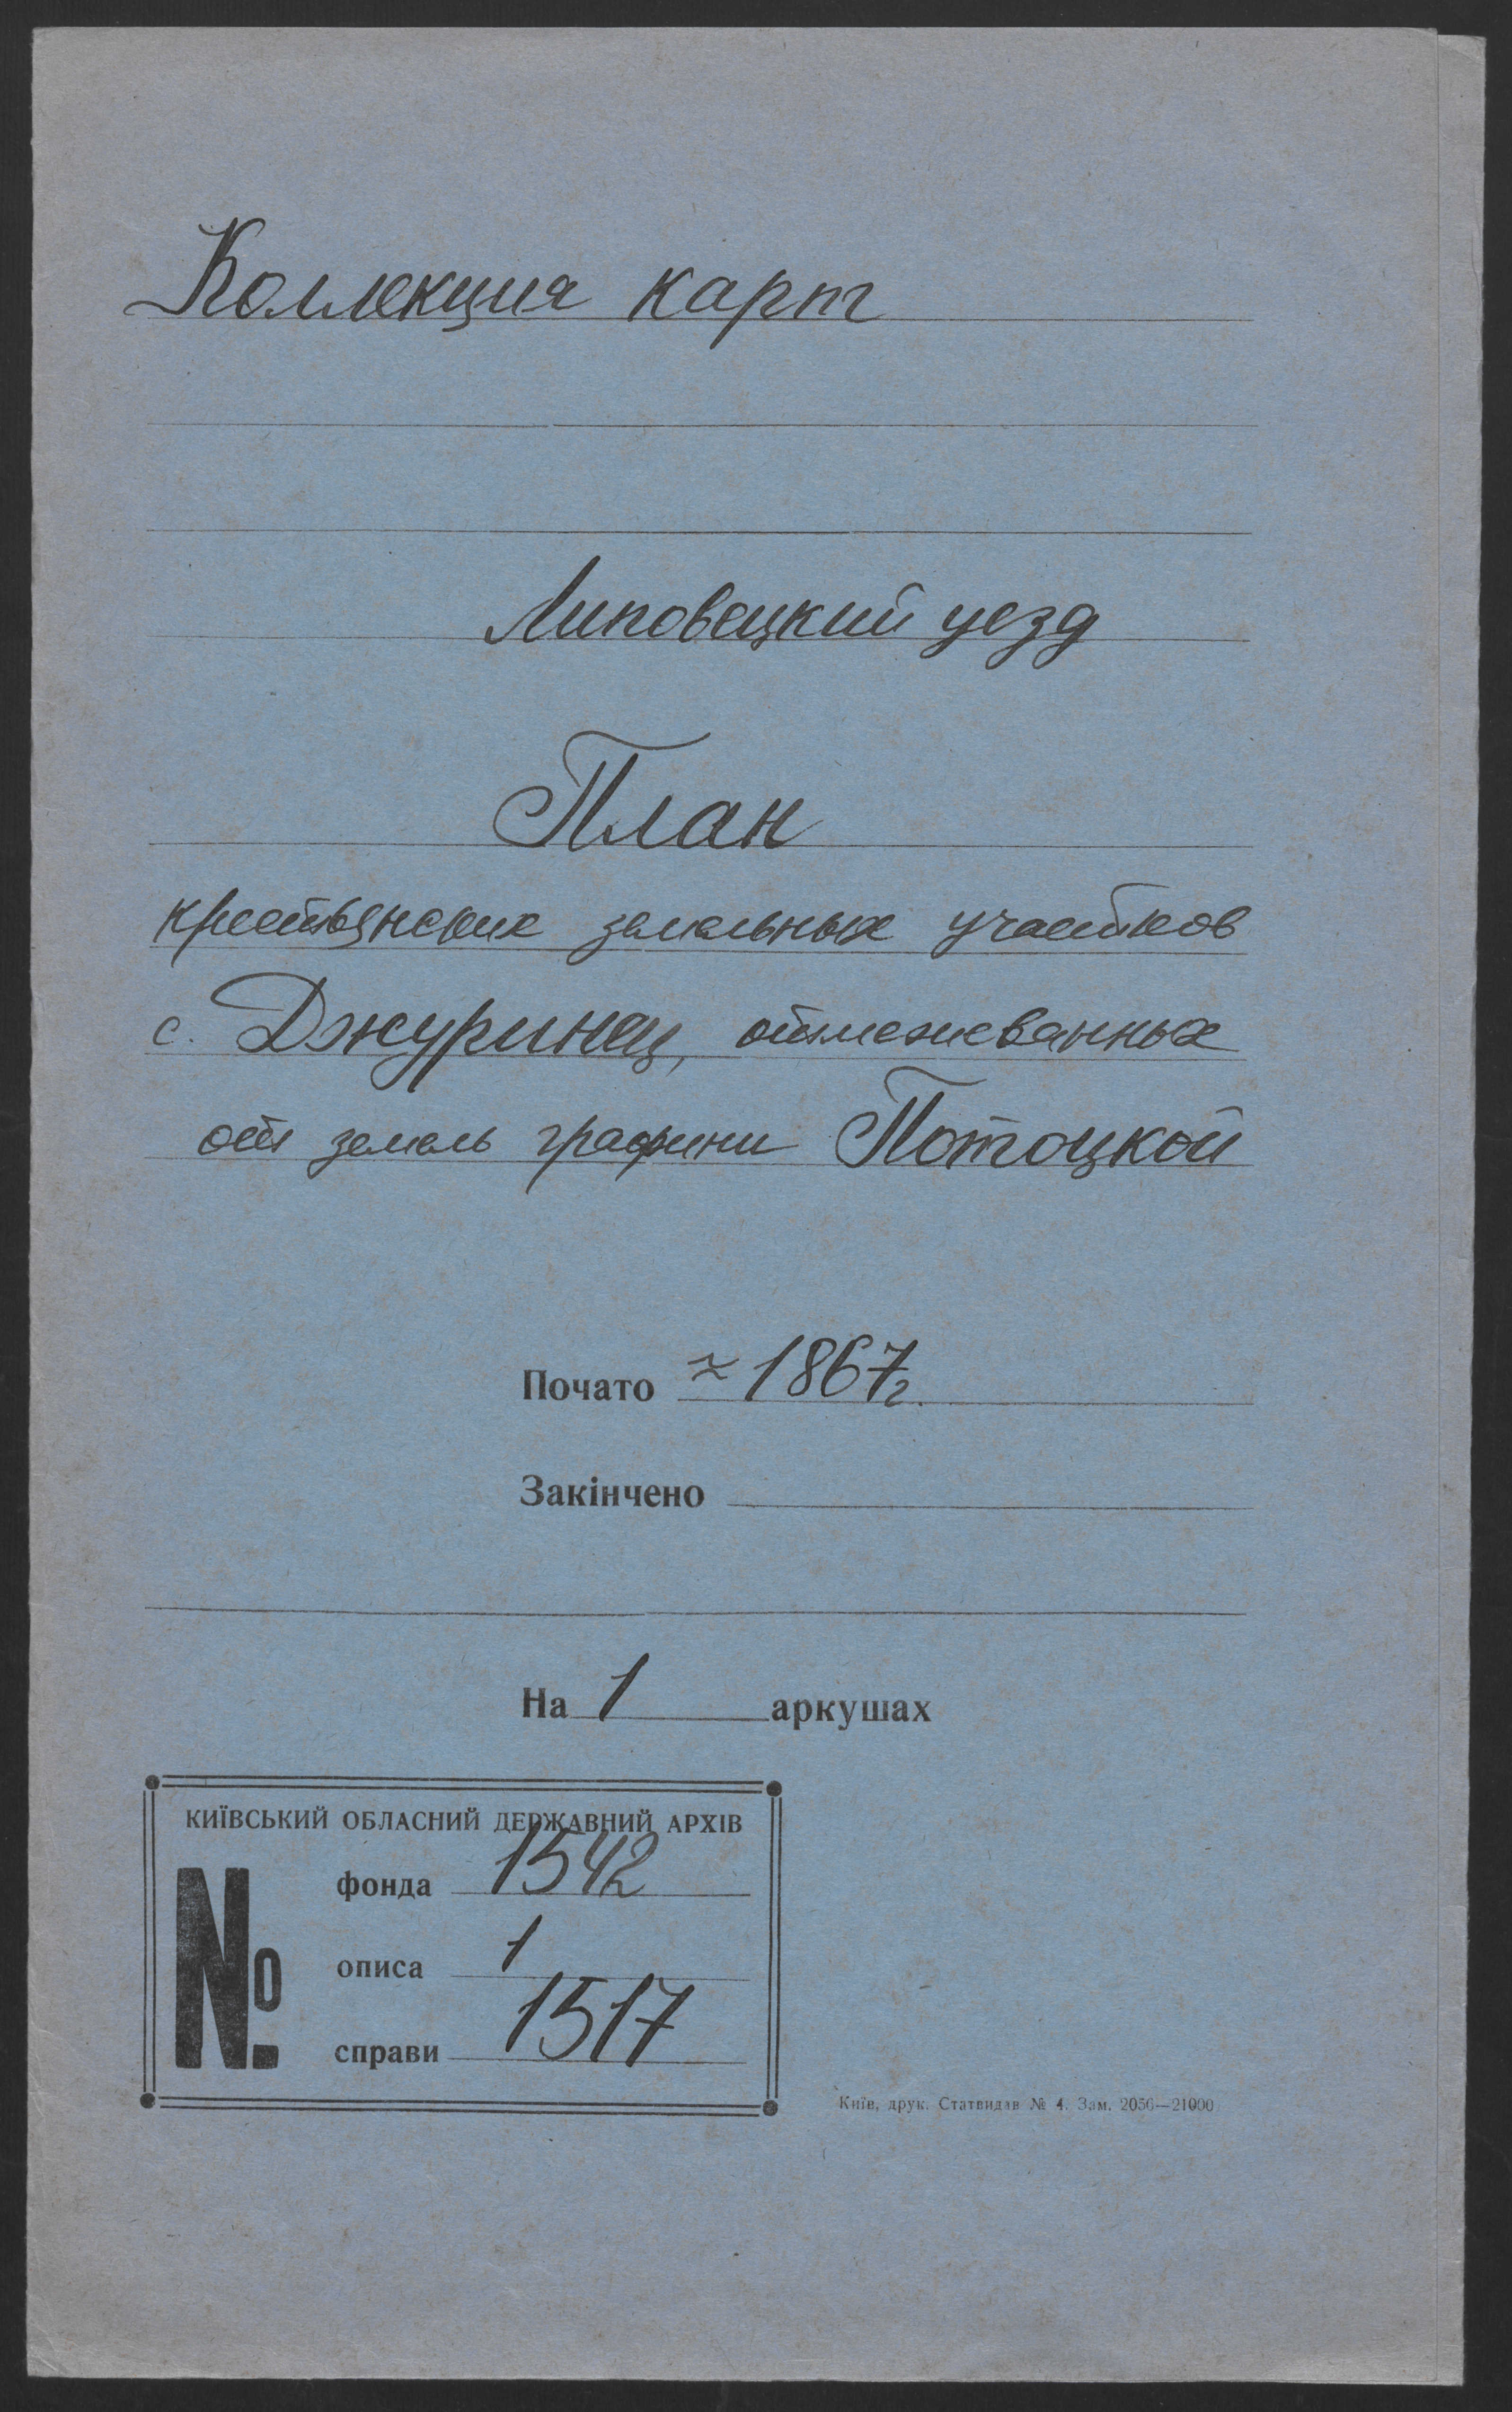 Коллекция карт
Липовецкий уезд
План
крестьянских земельных участков
с. Джуринец, отмежеванных
от земель графини Потоцкой
Почато ≈ 1867г.
Закінчено
На 1 аркушах
КИЇВСЬКИЙ ОБЛАСНИЙ ДЕРЖАВНИЙ АРХІВ
№ фонда 1542
описа 1
справи 1517
Київ, друк. Статвидав № 4. Зам. 2056—21000